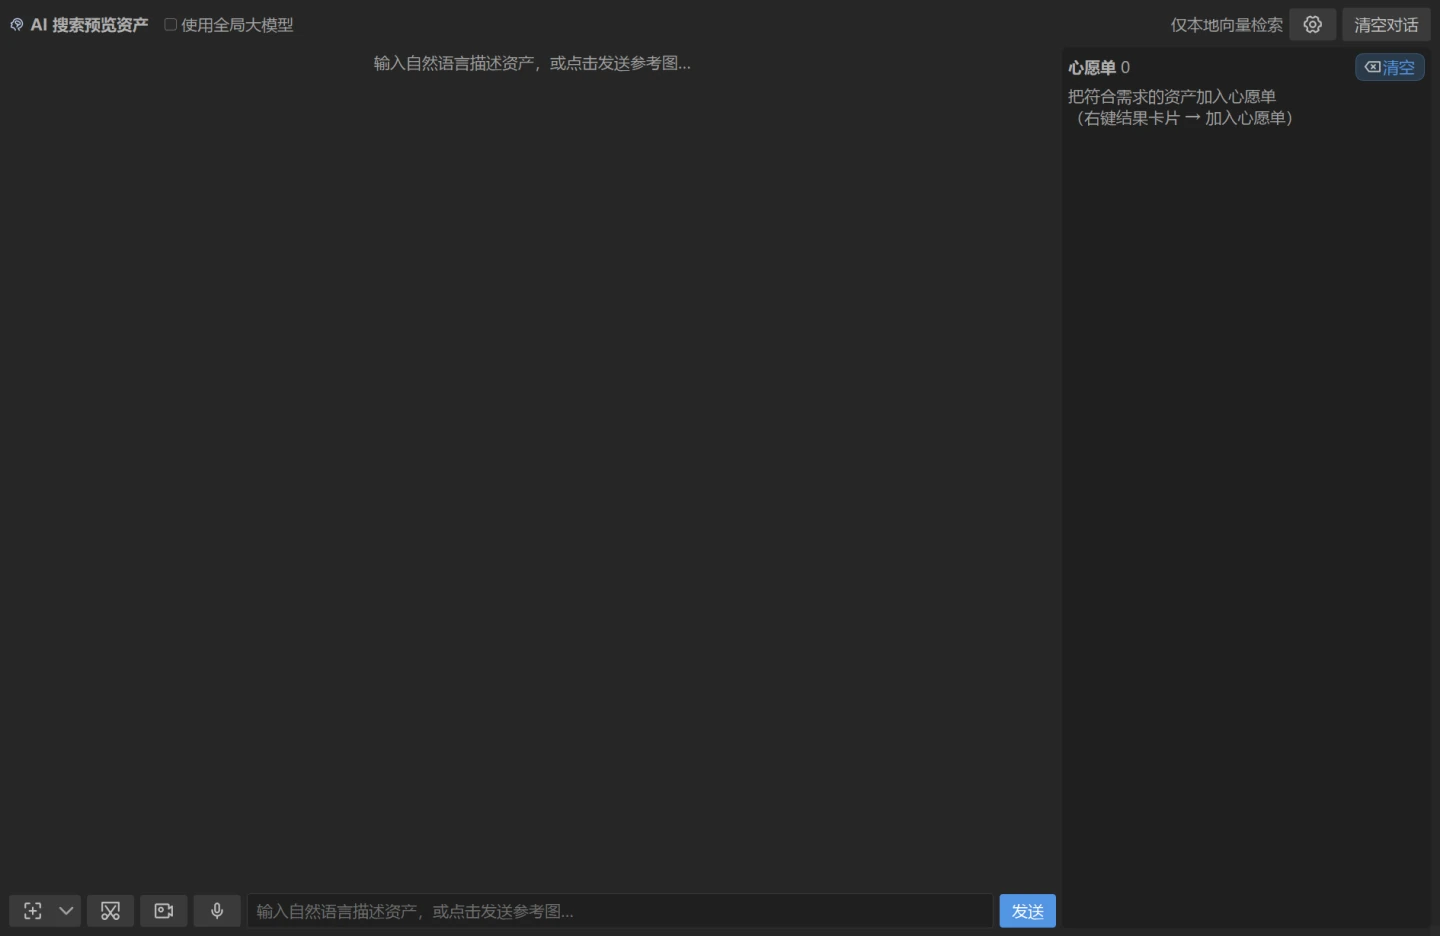 AI 搜索预览资产 使用全局大模型 仅本地向量检索 清空对话
输入自然语言描述资产，或点击发送参考图...
心愿单 0 清空
把符合需求的资产加入心愿单
（右键结果卡片 → 加入心愿单）
输入自然语言描述资产，或点击发送参考图... 发送